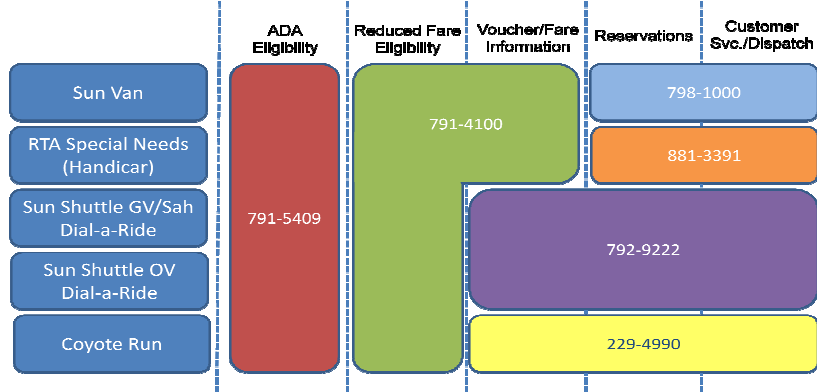 ADA
Eligibility
Reduced Fare
Eligibility
Voucher/Fare
Information
Reservations
Customer
Svc./Dispatch
Sun Van
798-1000
791-4100
RTA Special Needs
(Handicar)
881-3391
Sun Shuttle GV/Sah
Dial-a-Ride
791-5409
792-9222
Sun Shuttle OV
Dial-a-Ride
Coyote Run
229-4990